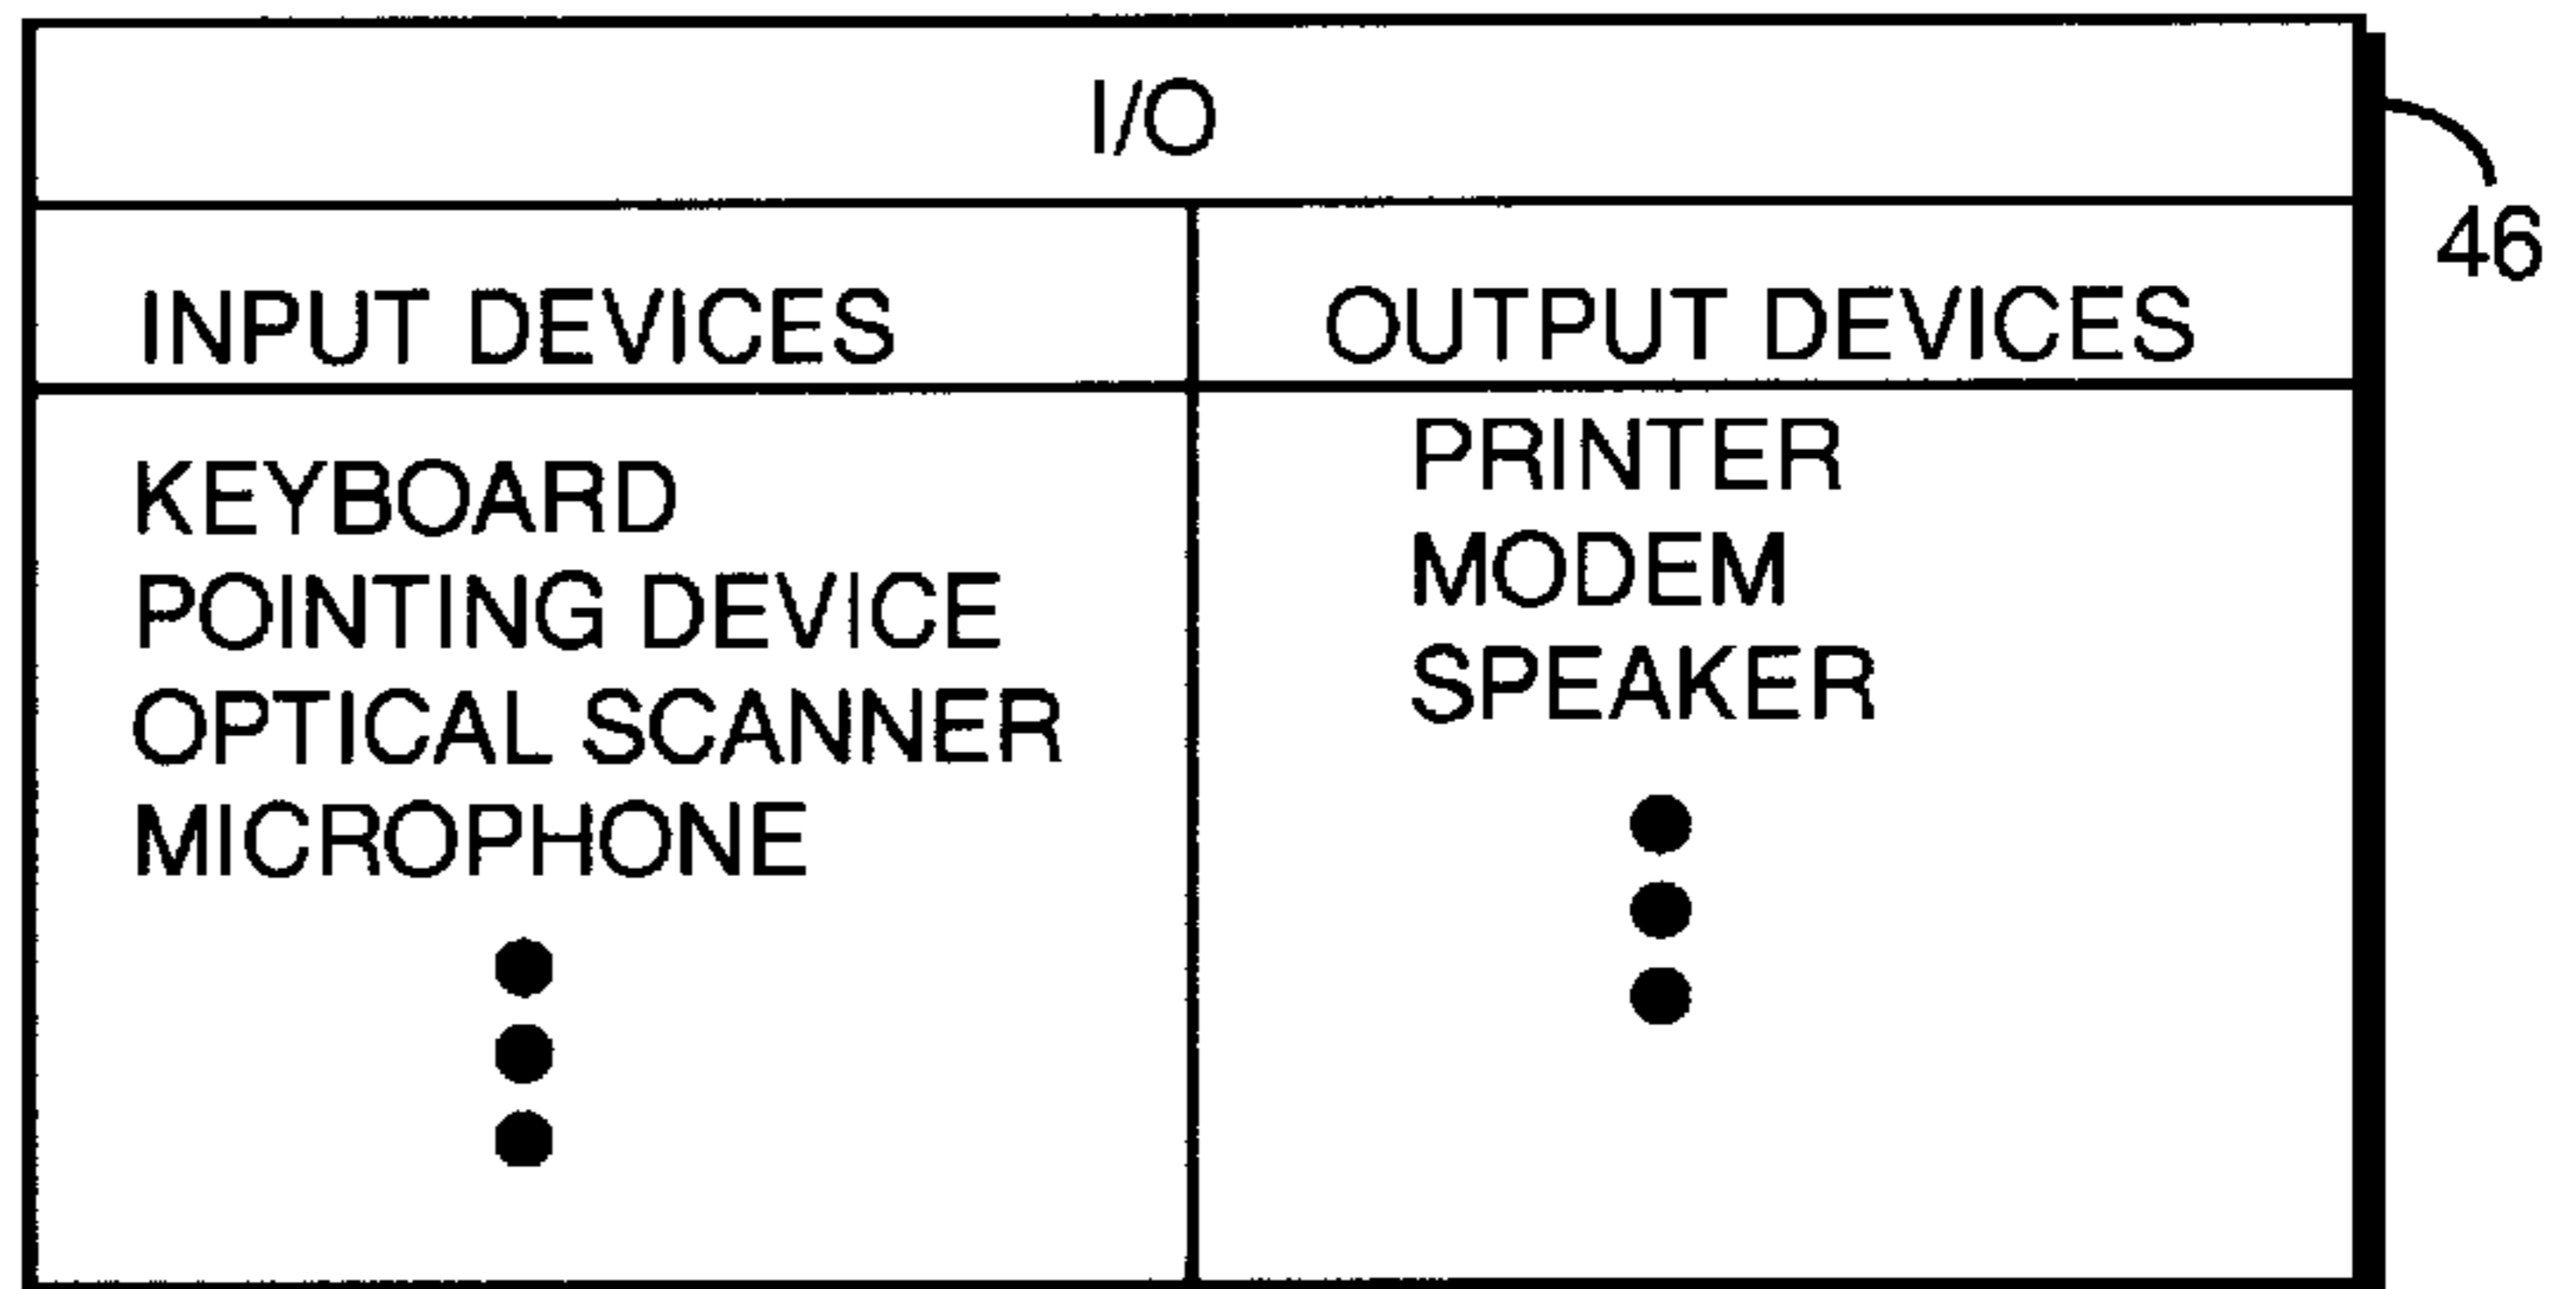 I/O
46
INPUT DEVICES
KEYBOARD
POINTING DEVICE
OPTICAL SCANNER
MICROPHONE
OUTPUT DEVICES
PRINTER
MODEM
SPEAKER